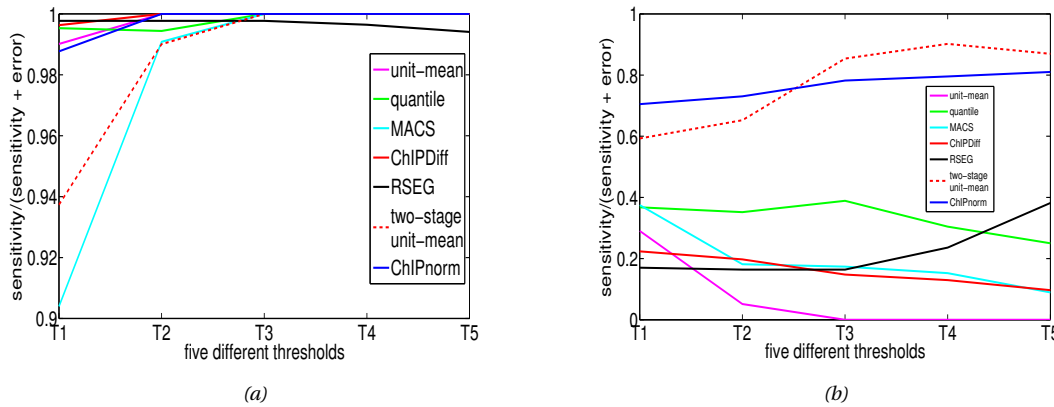 sensitivity/(sensitivity + error)
1
0.98
0.96
0.94
0.92
0.9
T1
T2
T3
T4
T5
five different thresholds
unit-mean
quantile
MACS
ChIPDiff
RSEG
two-stage
unit-mean
ChIPnorm
(a)
sensitivity/(sensitivity + error)
1
0.8
0.6
0.4
0.2
0
T1
T2
T3
T4
T5
five different thresholds
unit-mean
quantile
MACS
ChIPDiff
RSEG
two-stage
unit-mean
ChIPnorm
(b)